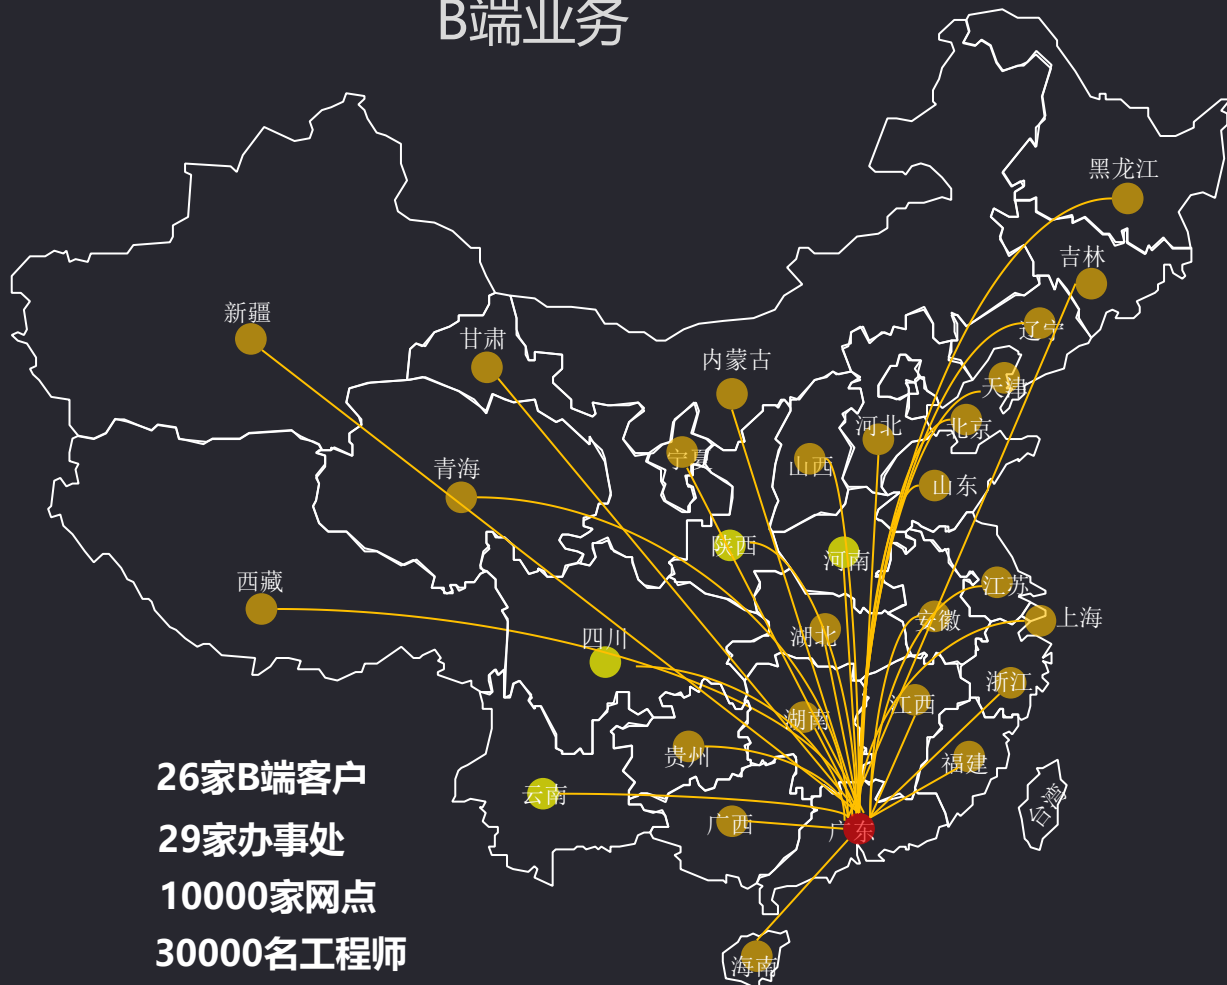 B端业务
黑龙江
吉林
新疆
辽宁
甘肃
内蒙古
天津
河北
北京
宁夏
山西
青海
山东
陕西
河南
西藏
江苏
上海
安徽
湖北
四川
浙江
江西
湖南
贵州
福建
26家B端客户
云南
台湾
广西
广东
29家办事处
10000家网点
30000名工程师
海南